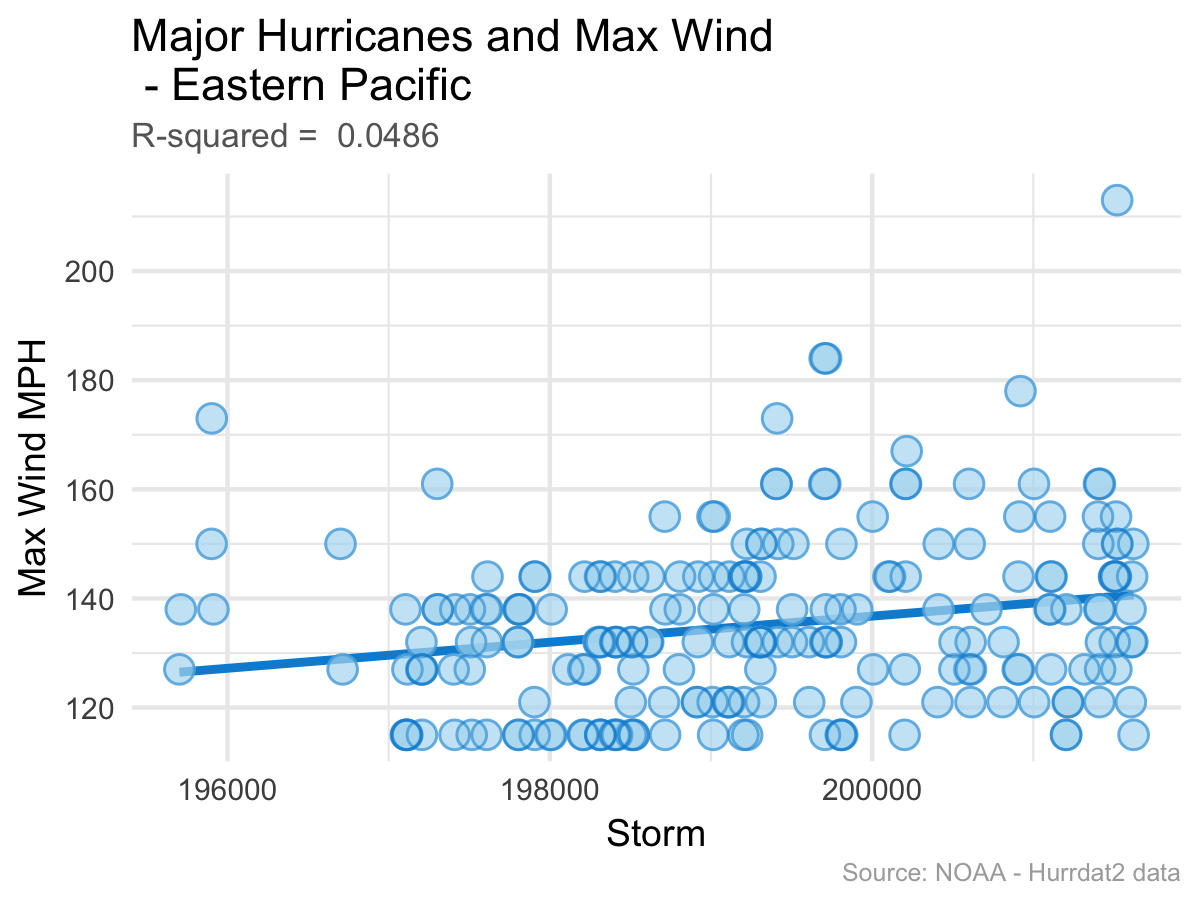 Major Hurricanes and Max Wind
- Eastern Pacific
R-squared = 0.0486
Max Wind MPH
200
180
160
140
120
196000
198000
200000
Storm
Source: NOAA - Hurrdat2 data